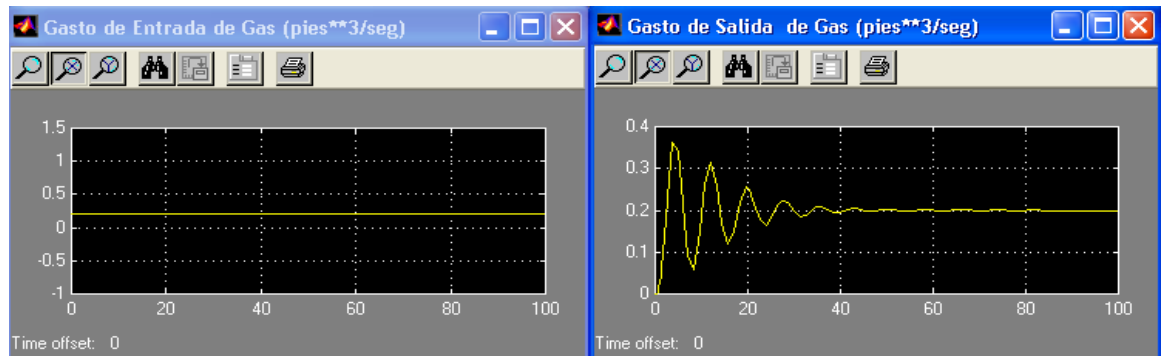 Gasto de Entrada de Gas (pies**3/seg)
1.5
1
0.5
0
-0.5
-1
0 20 40 60 80 100
Time offset: 0
Gasto de Salida  de Gas (pies**3/seg)
0.4
0.3
0.2
0.1
0
0 20 40 60 80 100
Time offset: 0